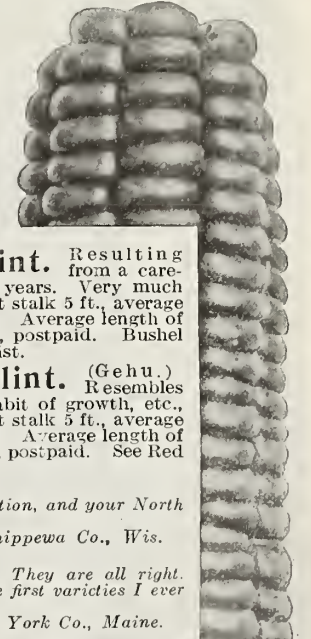 int. Resulting
from a care-
years. Very much
t stalk 5 ft., average
Average length of
, postpaid. Bushel
ist.
lint. (Gehu.)
Resembles
abit of growth, etc.,
t stalk 5 ft., average
Average length of
, postpaid. See Red
tion, and your North
ippewa Co., Wis.
They are all right.
e first varieties I ever
York Co., Maine.